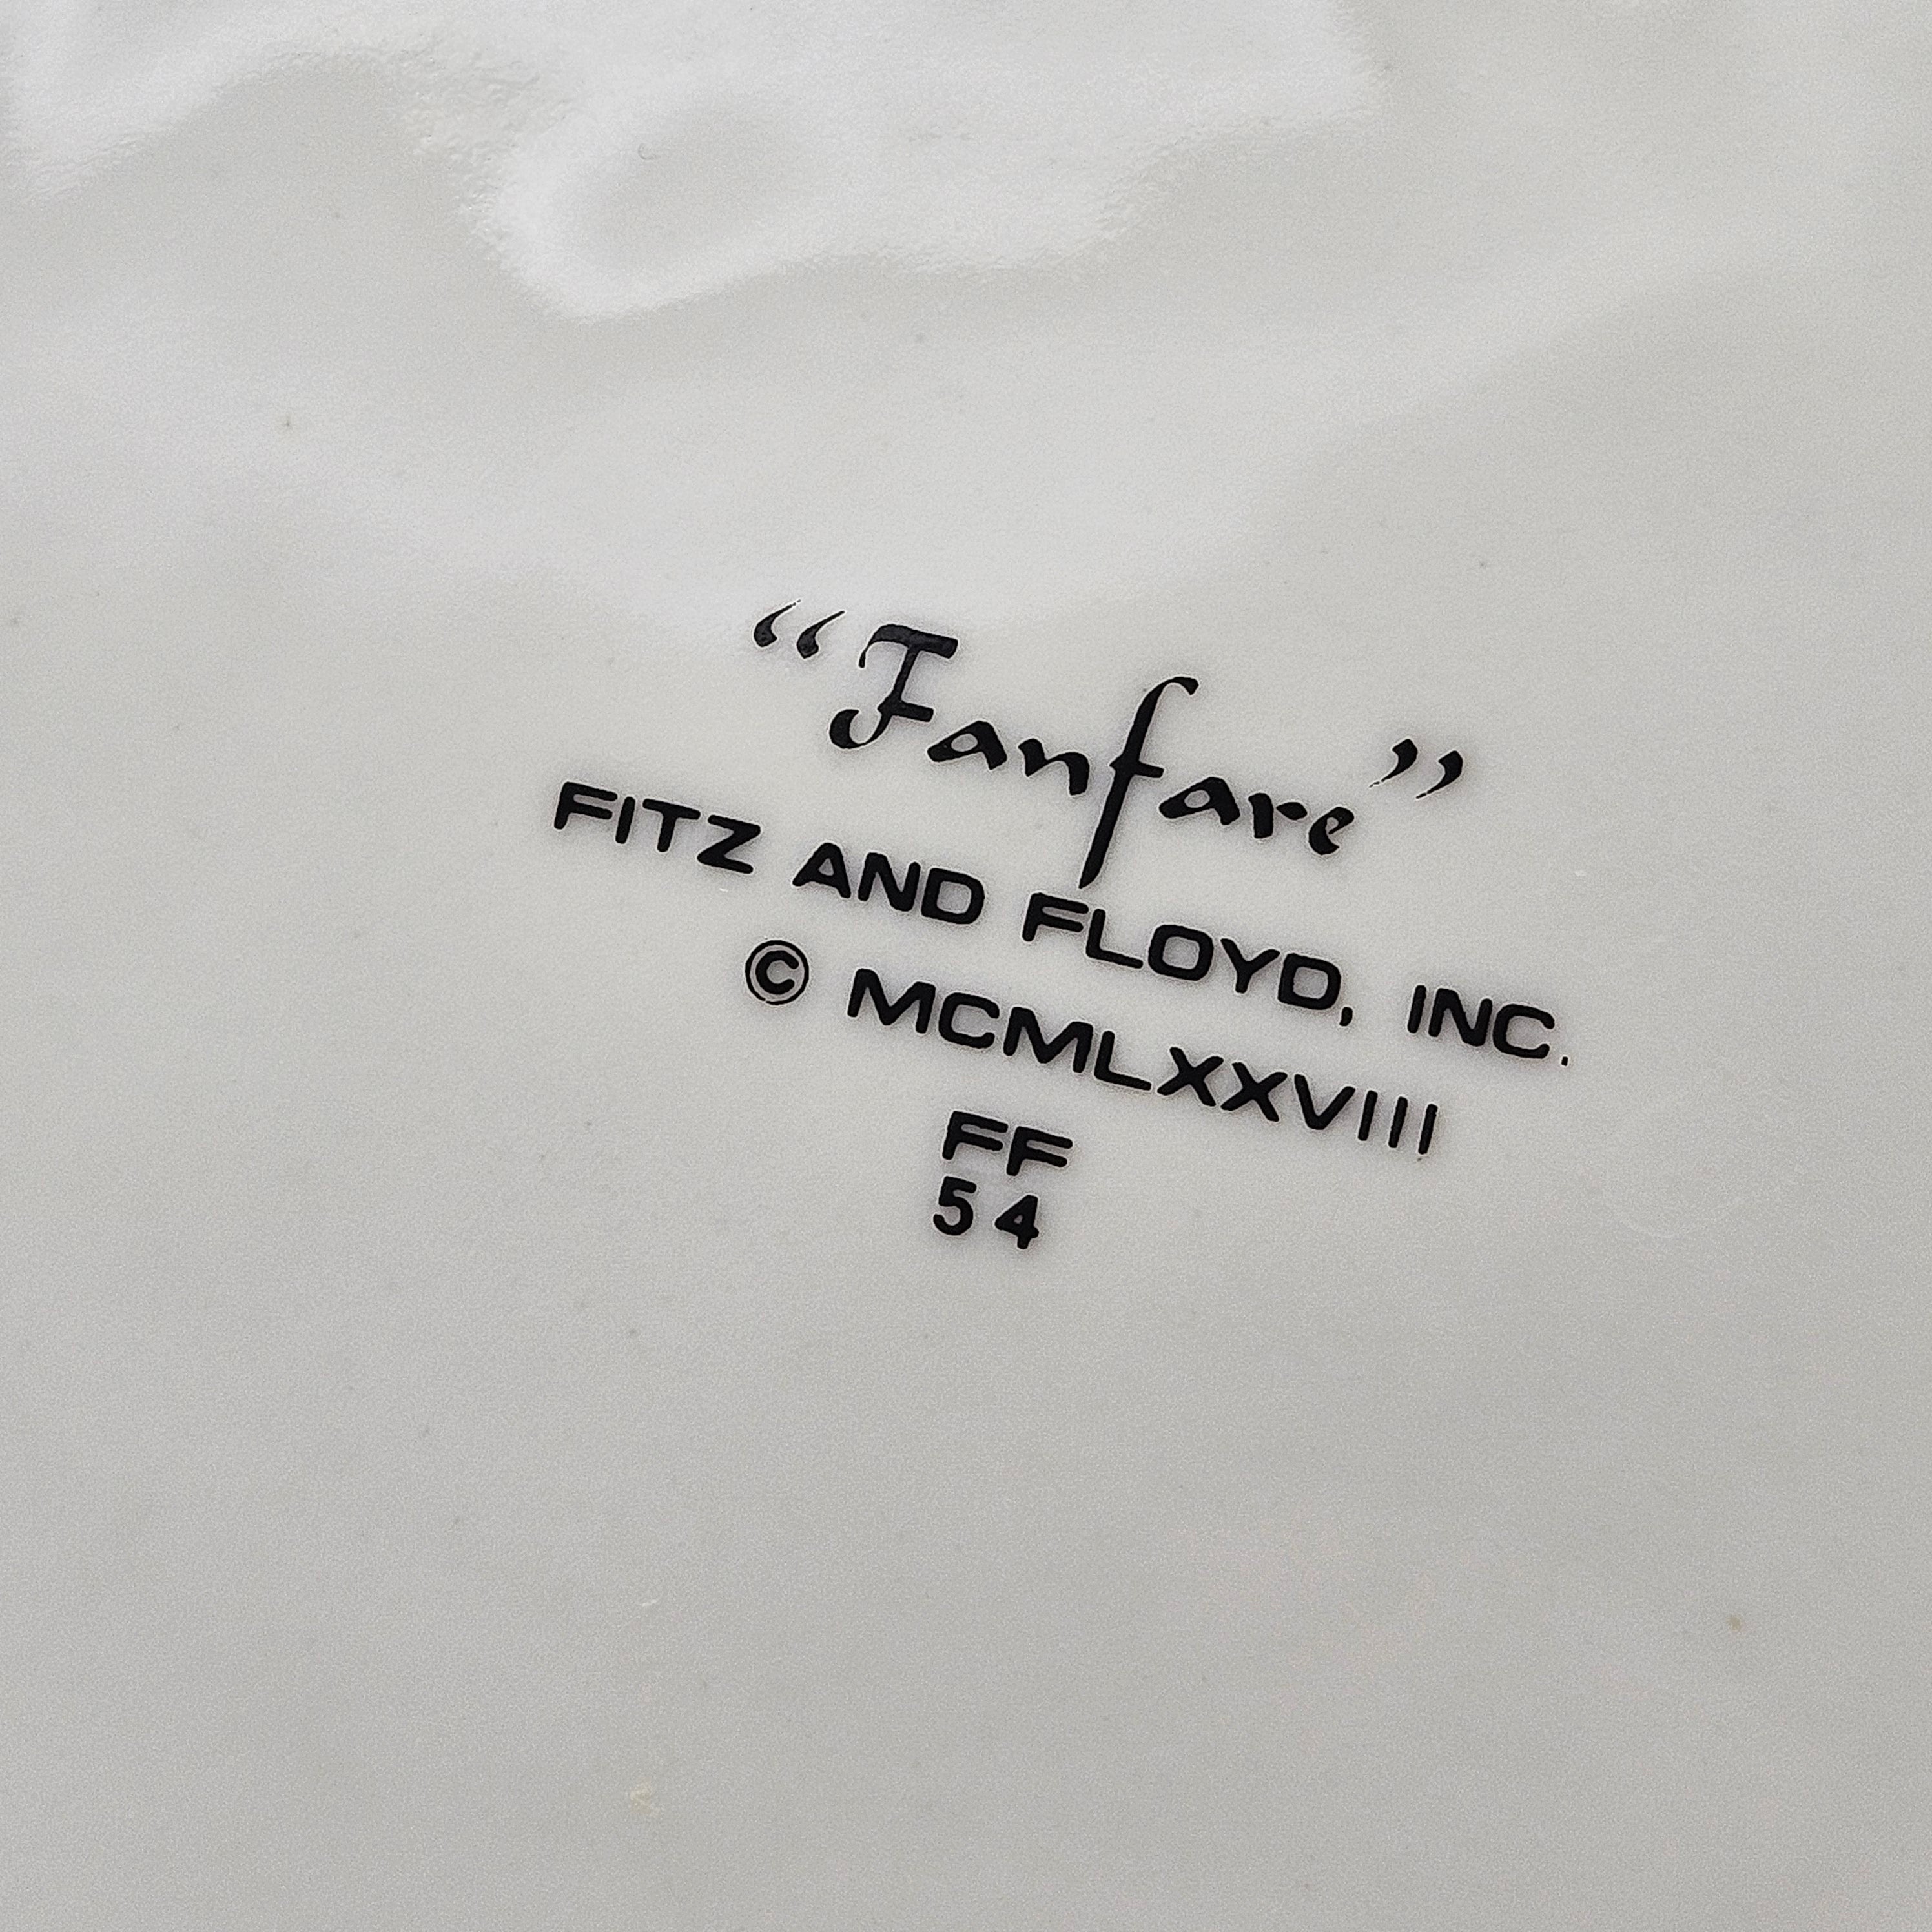 “Fanfare”
FITZ AND FLOYD, INC.
© MCMLXXVIII
FF
54